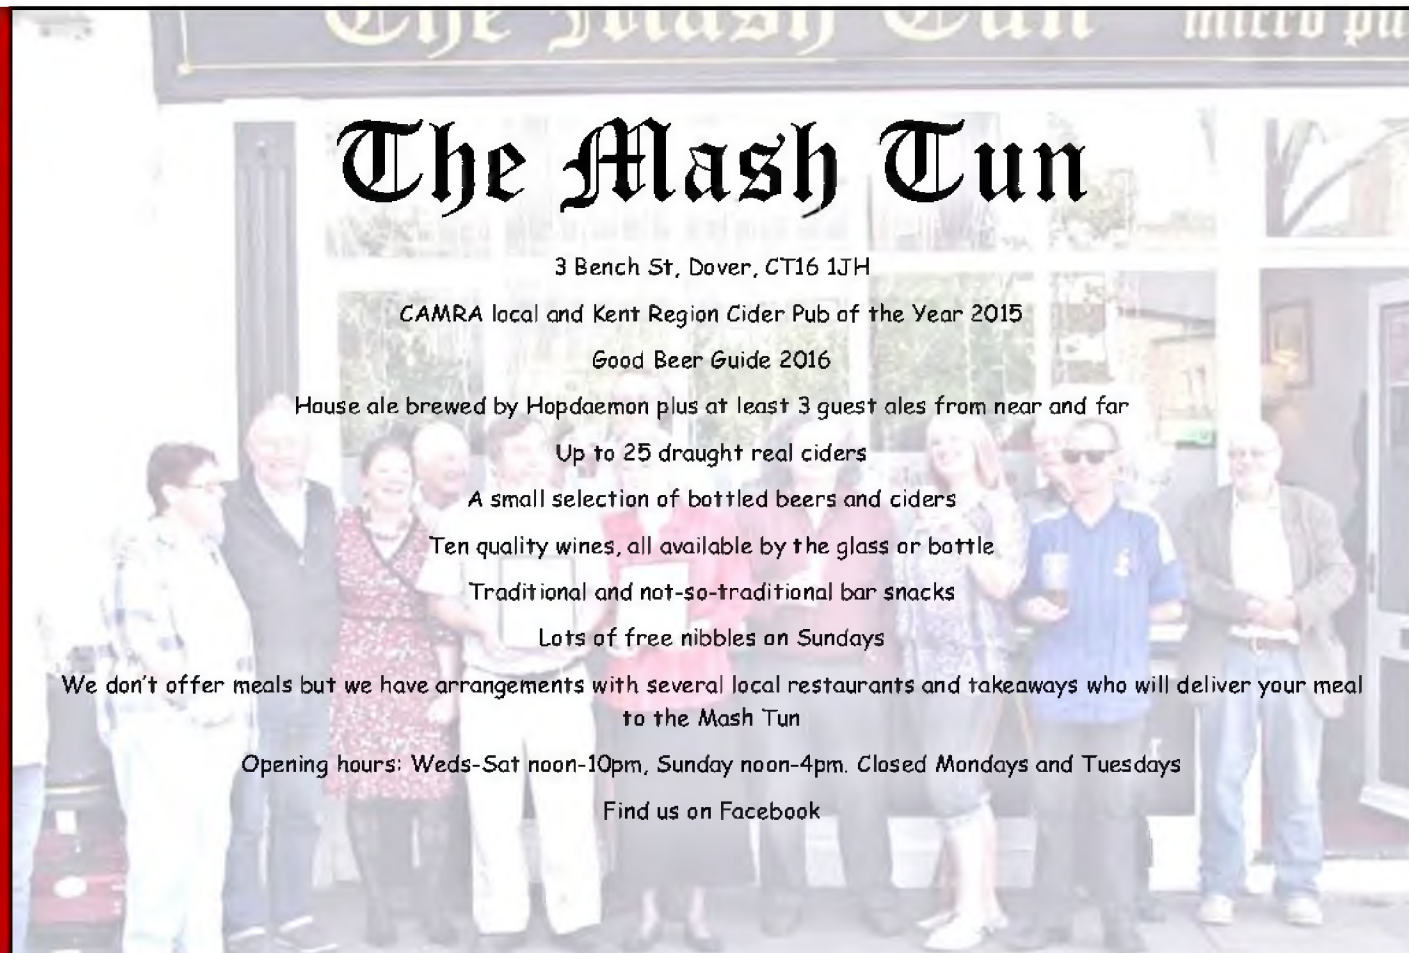 The Mash Tun micro pu
The Mash Tun
3 Bench St, Dover, CT16 1JH
CAMRA local and Kent Region Cider Pub of the Year 2015
Good Beer Guide 2016
House ale brewed by Hopdaemon plus at least 3 guest ales from near and far
Up to 25 draught real ciders
A small selection of bottled beers and ciders
Ten quality wines, all available by the glass or bottle
Traditional and not-so-traditional bar snacks
Lots of free nibbles on Sundays
We don't offer meals but we have arrangements with several local restaurants and takeaways who will deliver your meal
to the Mash Tun
Opening hours: Weds-Sat noon-10pm, Sunday noon-4pm. Closed Mondays and Tuesdays
Find us on Facebook